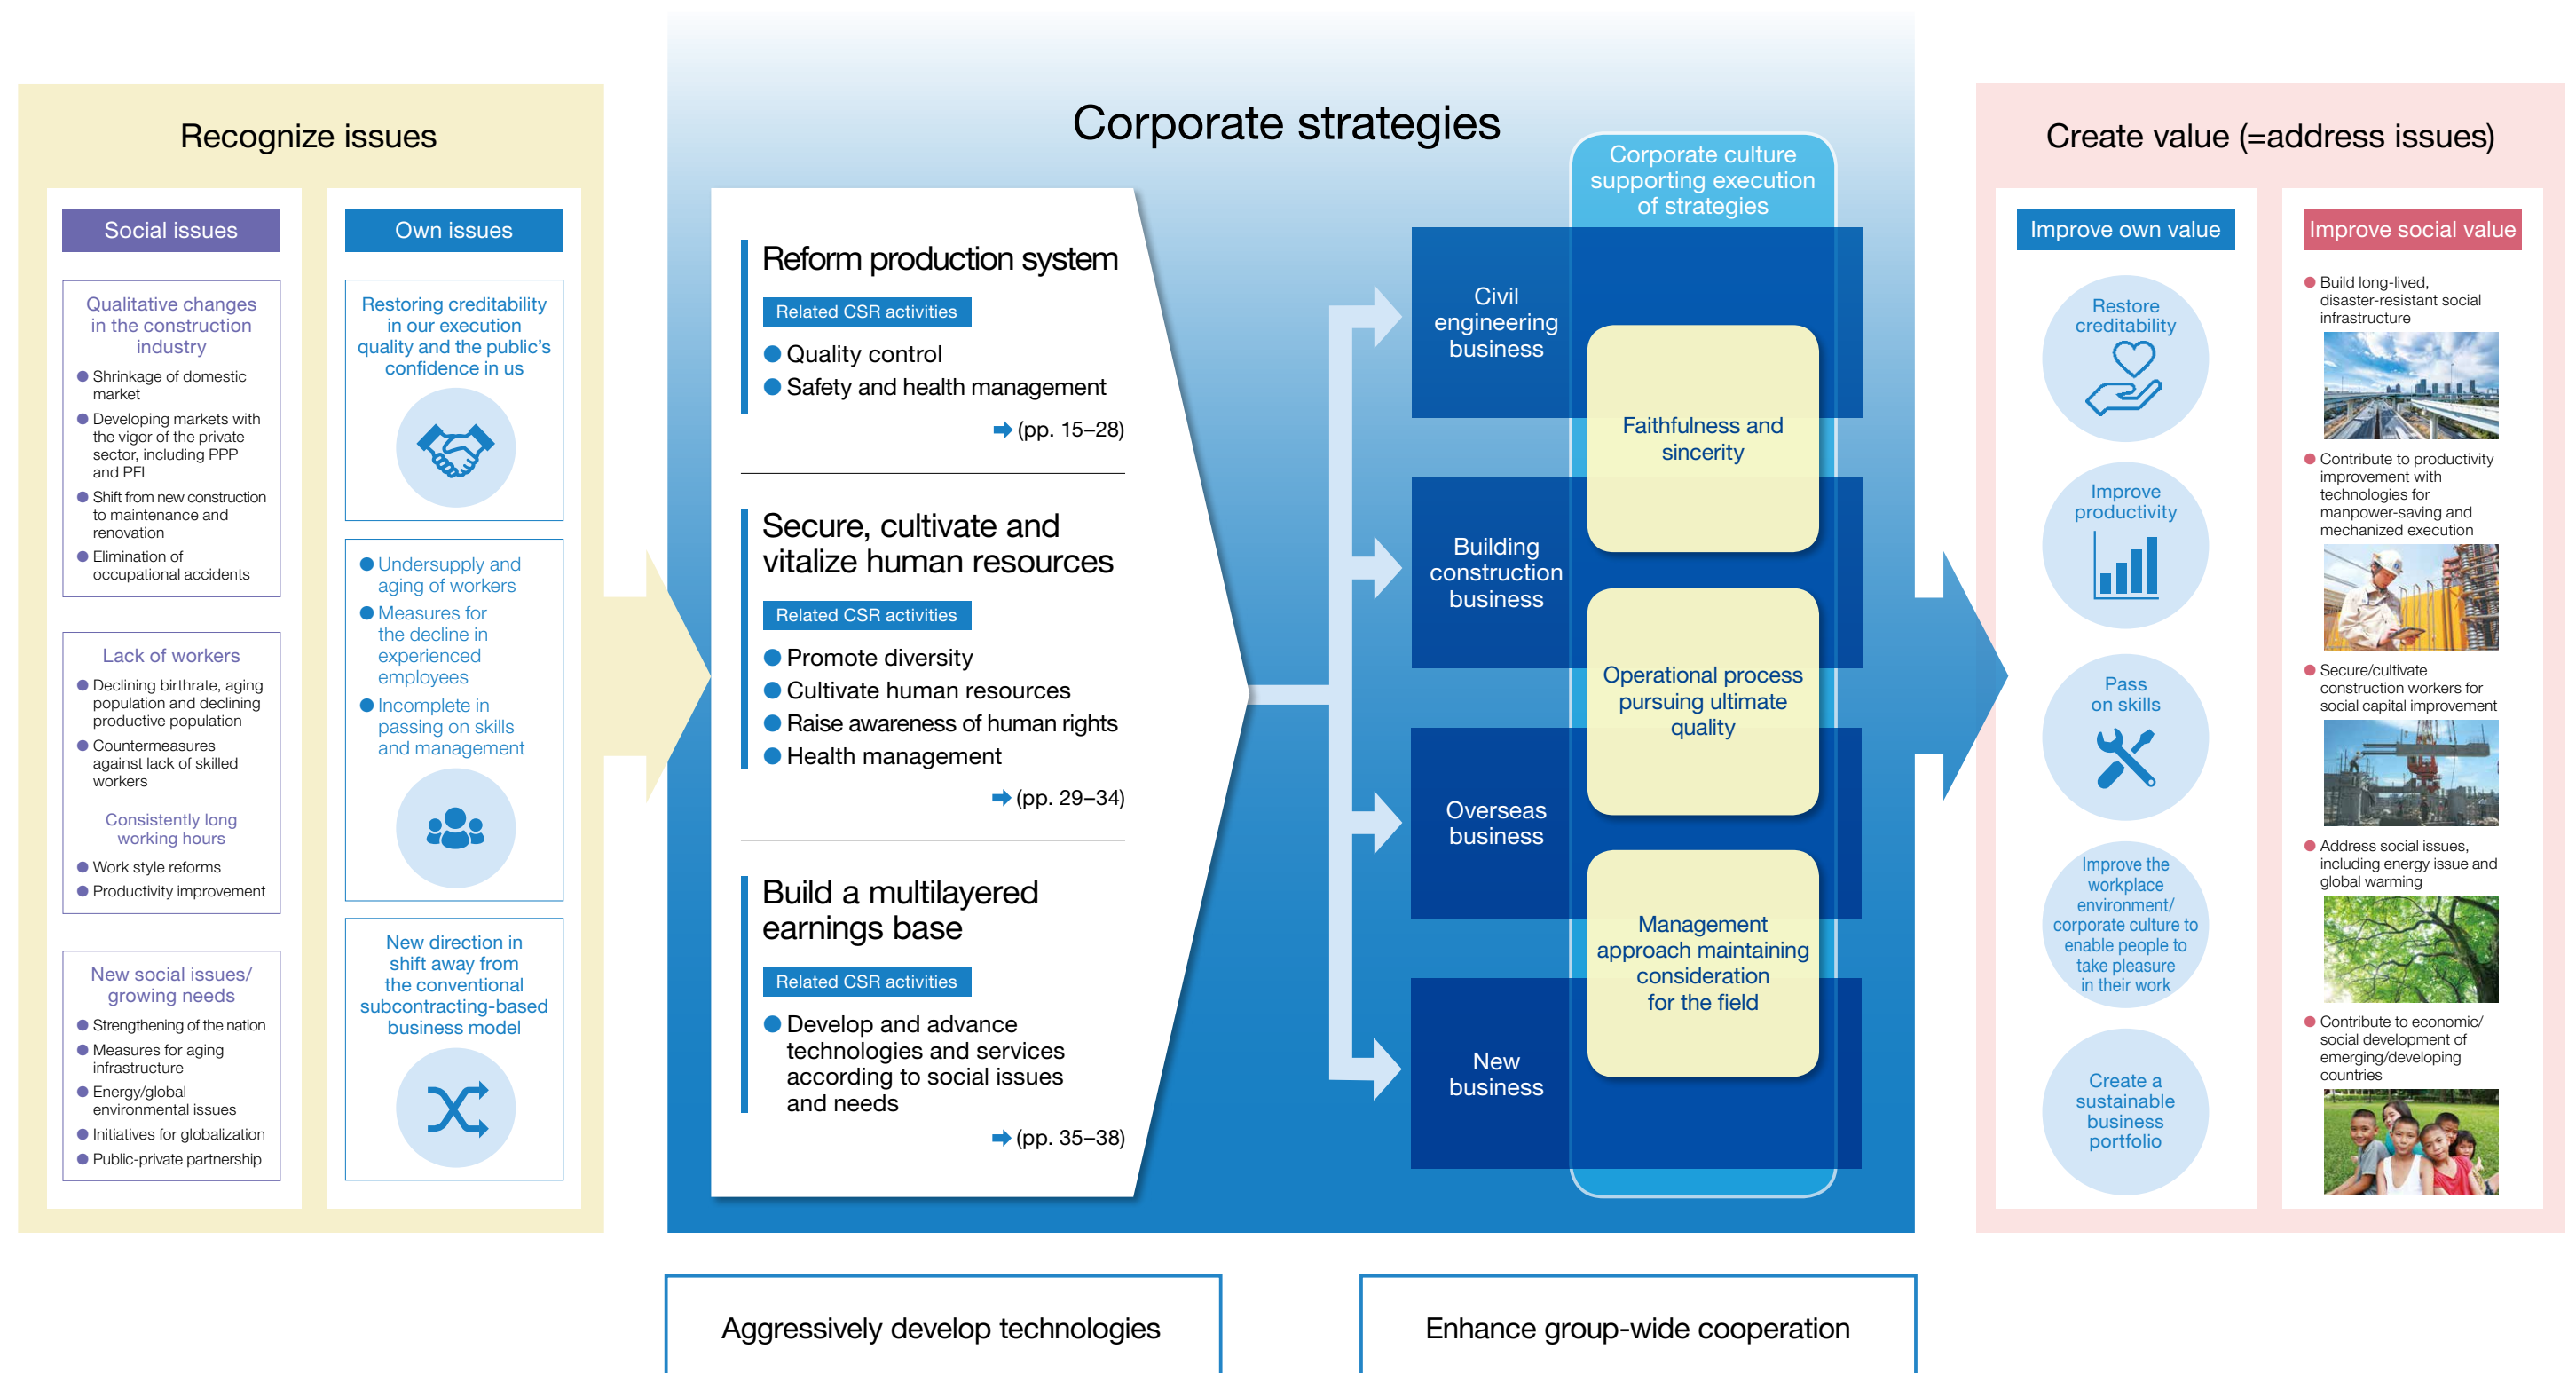 Recognize issues
Social issues
Qualitative changes
in the construction
industry
● Shrinkage of domestic
market
● Developing markets with
the vigor of the private
sector, including PPP
and PFI
● Shift from new construction
to maintenance and
renovation
● Elimination of
occupational accidents
Lack of workers
● Declining birthrate, aging
population and declining
productive population
● Countermeasures
against lack of skilled
workers
Consistently long
working hours
● Work style reforms
● Productivity improvement
New social issues/
growing needs
● Strengthening of the nation
● Measures for aging
infrastructure
● Energy/global
environmental issues
● Initiatives for globalization
● Public-private partnership
Own issues
Restoring creditability
in our execution
quality and the public’s
confidence in us
● Undersupply and
aging of workers
● Measures for
the decline in
experienced
employees
● Incomplete in
passing on skills
and management
New direction in
shift away from
the conventional
subcontracting-based
business model
Corporate strategies
Reform production system
Related CSR activities
● Quality control
● Safety and health management
(pp. 15–28)
Secure, cultivate and
vitalize human resources
Related CSR activities
● Promote diversity
● Cultivate human resources
● Raise awareness of human rights
● Health management
(pp. 29–34)
Build a multilayered
earnings base
Related CSR activities
● Develop and advance
technologies and services
according to social issues
and needs
(pp. 35–38)
Civil
engineering
business
Building
construction
business
Overseas
business
New
business
Corporate culture
supporting execution
of strategies
Faithfulness and
sincerity
Operational process
pursuing ultimate
quality
Management
approach maintaining
consideration
for the field
Create value (=address issues)
Improve own value
Restore
creditability
Improve
productivity
Pass
on skills
Improve the
workplace
environment/
corporate culture to
enable people to
take pleasure
in their work
Create a
sustainable
business
portfolio
Improve social value
● Build long-lived,
disaster-resistant social
infrastructure
● Contribute to productivity
improvement with
technologies for
manpower-saving and
mechanized execution
● Secure/cultivate
construction workers for
social capital improvement
● Address social issues,
including energy issue and
global warming
● Contribute to economic/
social development of
emerging/developing
countries
Aggressively develop technologies
Enhance group-wide cooperation